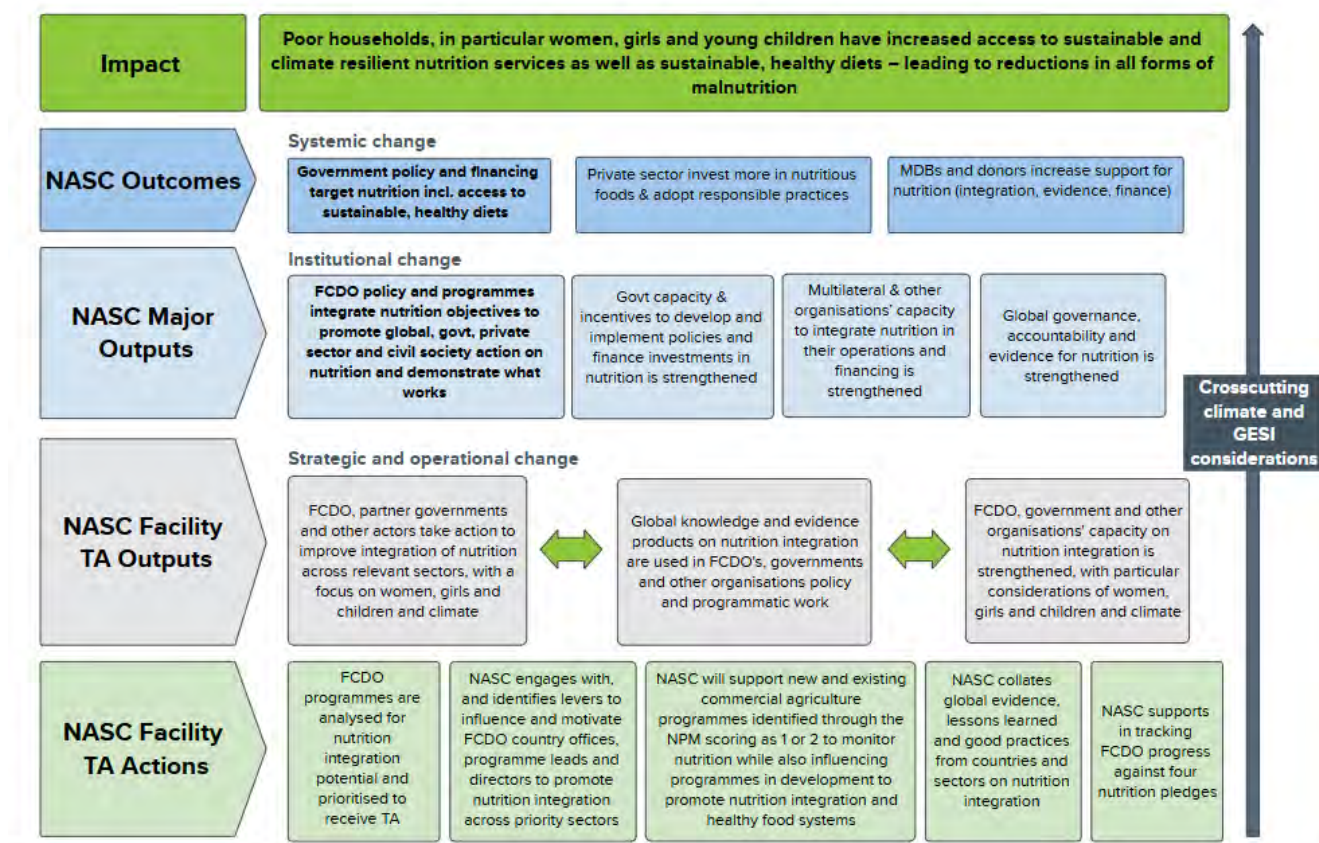 Impact
Poor households, in particular women, girls and young children have increased access to sustainable and
climate resilient nutrition services as well as sustainable, healthy diets – leading to reductions in all forms of
malnutrition
NASC Outcomes
Systemic change
Government policy and financing
target nutrition incl. access to
sustainable, healthy diets
Private sector invest more in nutritious
foods & adopt responsible practices
MDBs and donors increase support for
nutrition (integration, evidence, finance)
NASC Major
Outputs
Institutional change
FCDO policy and programmes
integrate nutrition objectives to
promote global, govt, private
sector and civil society action on
nutrition and demonstrate what
works
Govt capacity &
incentives to develop and
implement policies and
finance investments in
nutrition is strengthened
Multilateral & other
organisations' capacity
to integrate nutrition in
their operations and
financing is
strengthened
Global governance,
accountability and
evidence for nutrition is
strengthened
Crosscutting
climate and
GESI
considerations
NASC Facility
TA Outputs
Strategic and operational change
FCDO, partner governments
and other actors take action to
improve integration of nutrition
across relevant sectors, with a
focus on women, girls and
children and climate
Global knowledge and evidence
products on nutrition integration
are used in FCDO's, governments
and other organisations policy
and programmatic work
FCDO, government and other
organisations' capacity on
nutrition integration is
strengthened, with particular
considerations of women,
girls and children and climate
NASC Facility
TA Actions
FCDO
programmes are
analysed for
nutrition
integration
potential and
prioritised to
receive TA
NASC engages with,
and identifies levers to
influence and motivate
FCDO country offices,
programme leads and
directors to promote
nutrition integration
across priority sectors
NASC will support new and existing
commercial agriculture
programmes identified through the
NPM scoring as 1 or 2 to monitor
nutrition while also influencing
programmes in development to
promote nutrition integration and
healthy food systems
NASC collates
global evidence,
lessons learned
and good practices
from countries and
sectors on nutrition
integration
NASC supports
in tracking
FCDO progress
against four
nutrition pledges